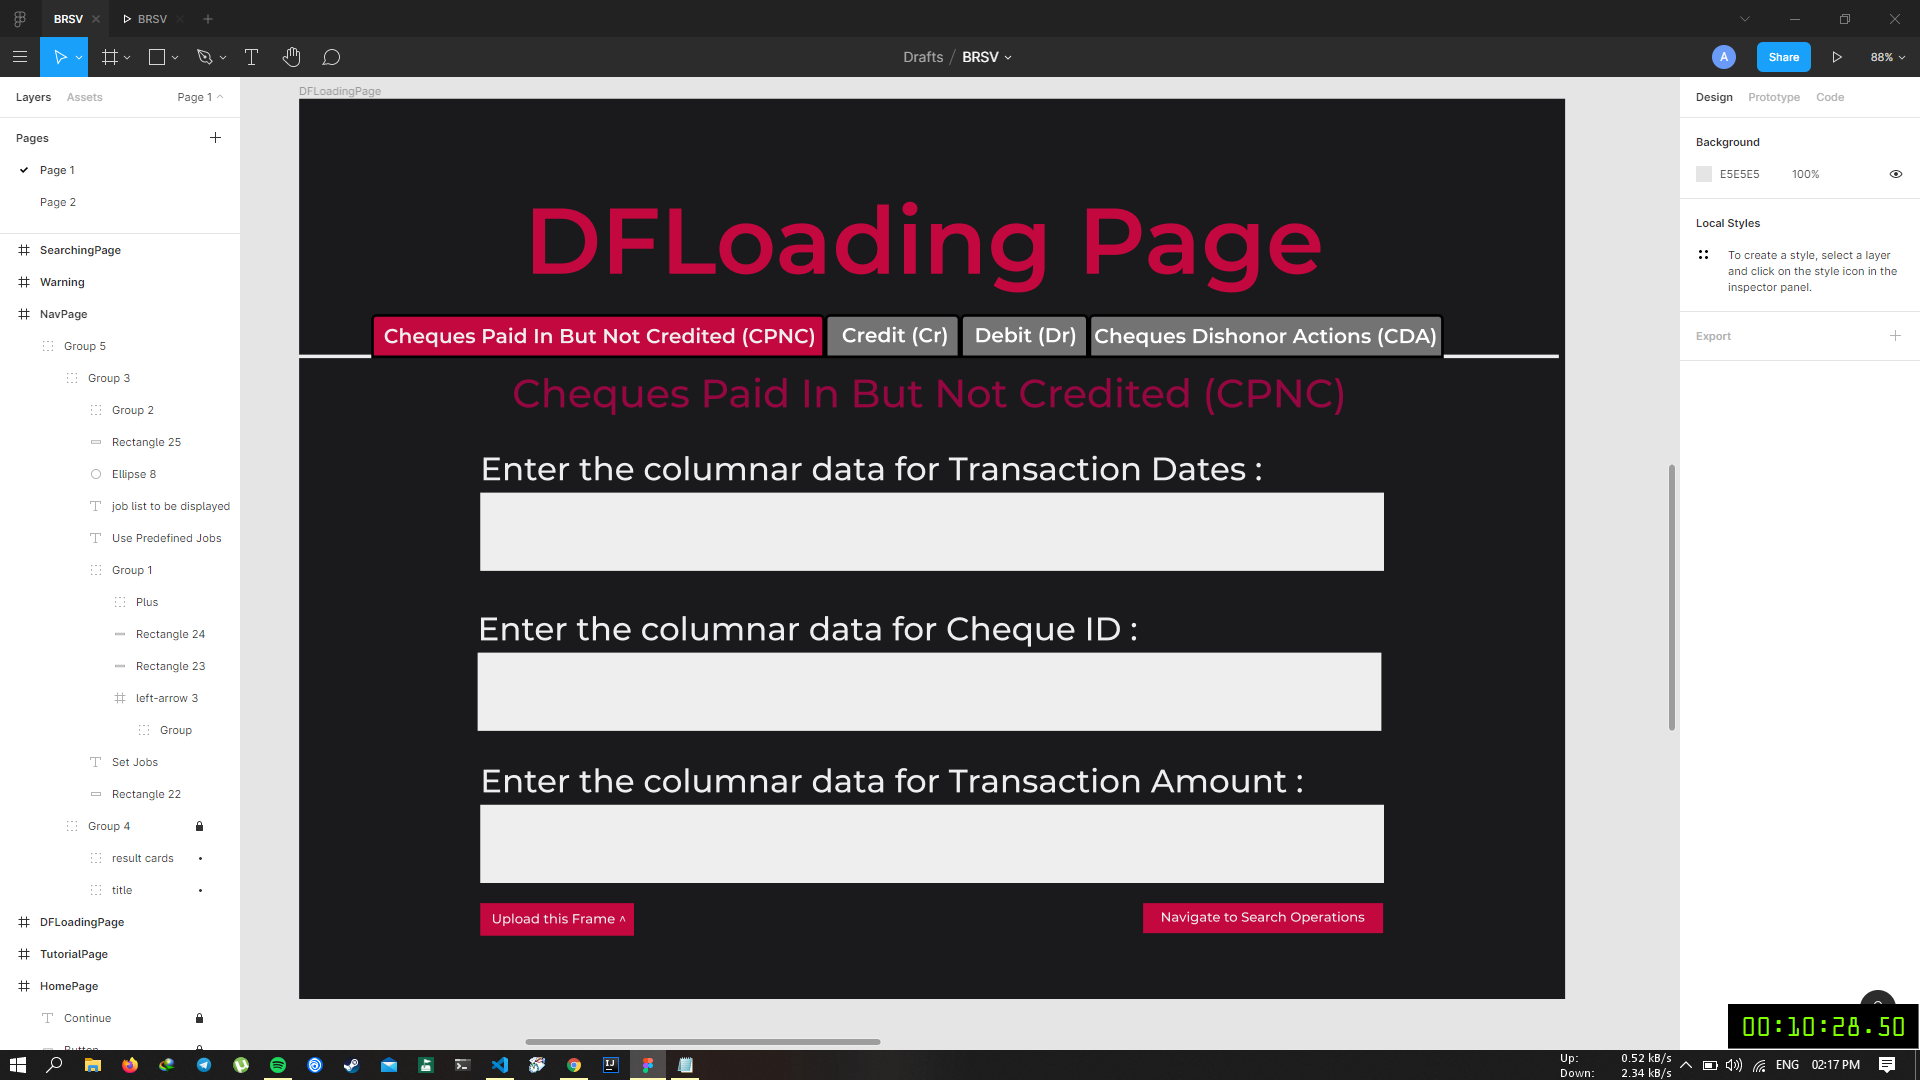 BRSV
BRSV
Drafts / BRSV
A
Share
88%
Layers
Assets
Page 1
Pages
Page 1
Page 2
SearchingPage
Warning
NavPage
Group 5
Group 3
Group 2
Rectangle 25
Ellipse 8
job list to be displayed
Use Predefined Jobs
Group 1
Plus
Rectangle 24
Rectangle 23
left-arrow 3
Group
Set Jobs
Rectangle 22
Group 4
result cards
title
DFLoadingPage
TutorialPage
HomePage
Continue
DFLoadingPage
DFLoading Page
Cheques Paid In But Not Credited (CPNC)
Credit (Cr)
Debit (Dr)
Cheques Dishonor Actions (CDA)
Cheques Paid In But Not Credited (CPNC)
Enter the columnar data for Transaction Dates :
Enter the columnar data for Cheque ID :
Enter the columnar data for Transaction Amount :
Upload this Frame ^
Navigate to Search Operations
Design
Prototype
Code
Background
E5E5E5
100%
Local Styles
To create a style, select a layer
and click on the style icon in the
inspector panel.
Export
00:10:28.50
Up: 0.52 kB/s
Down: 2.34 kB/s
ENG
02:17 PM